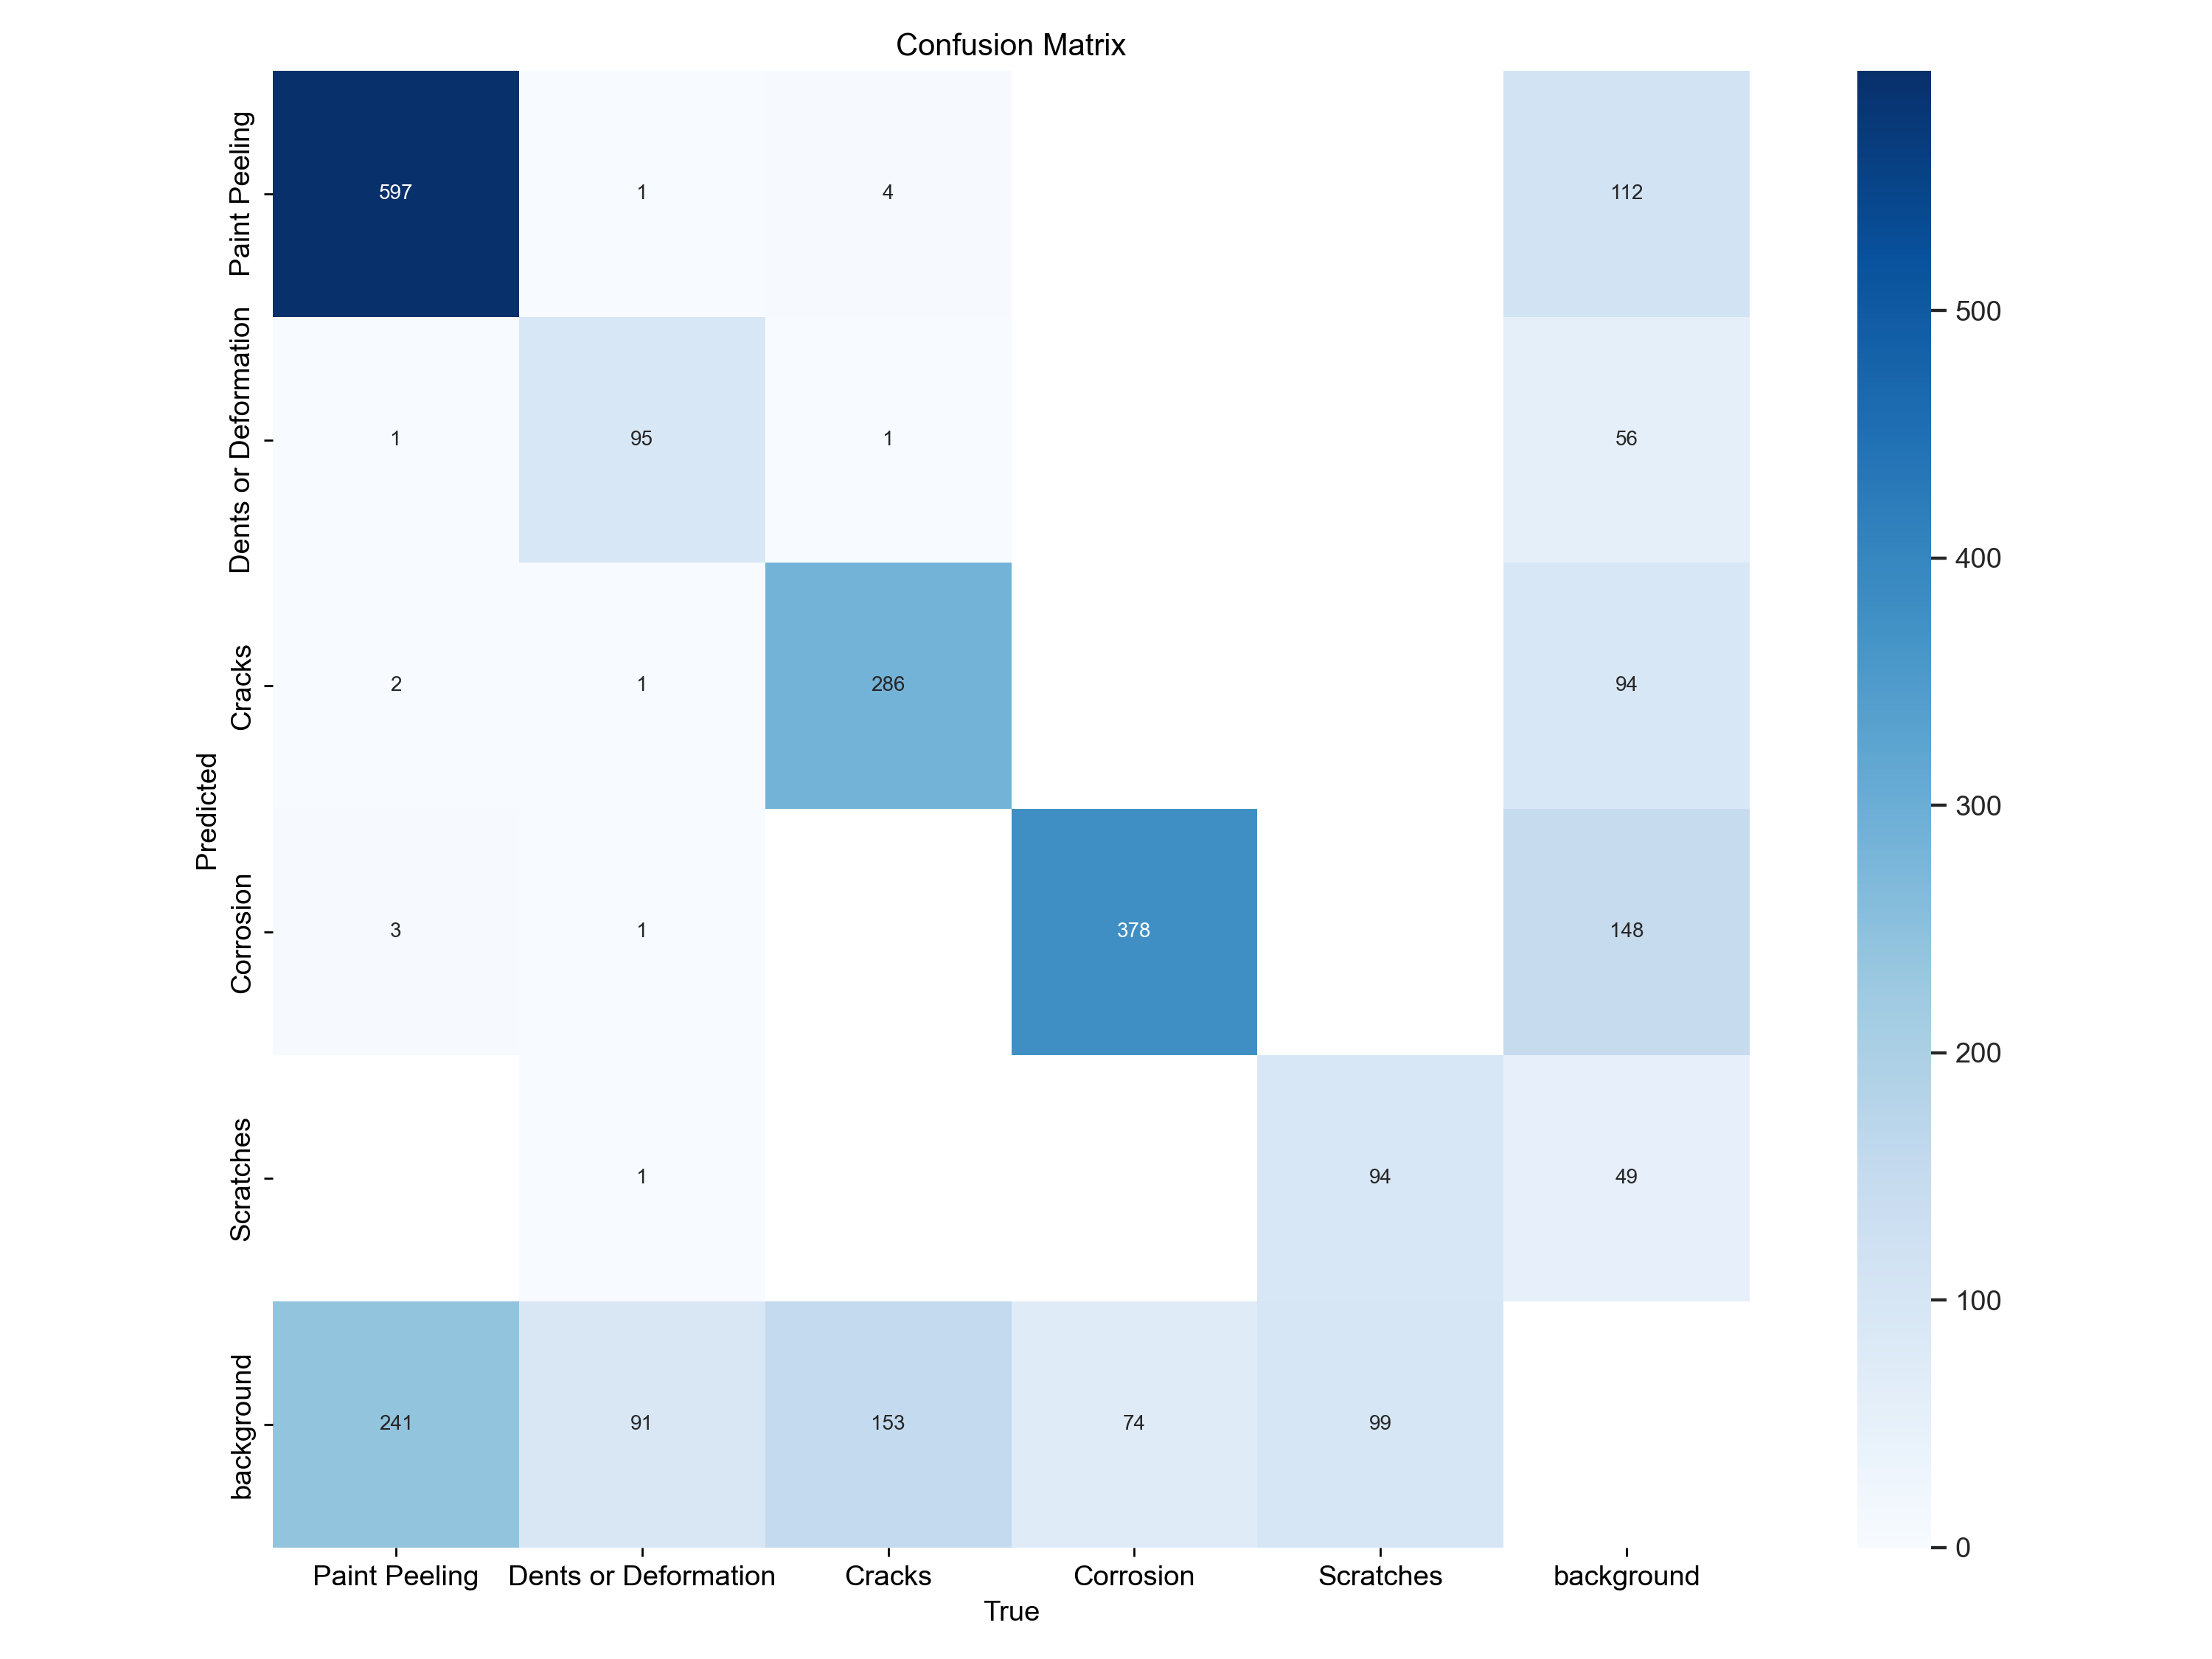 Confusion Matrix
Paint Peeling
597 1 4 112
500
Dents or Deformation
1 95 1 56
400
Cracks
2 1 286 94
Predicted
300
Corrosion
3 1 378 148
200
Scratches
1 94 49
100
background
241 91 153 74 99
0
Paint Peeling Dents or Deformation Cracks Corrosion Scratches background
True